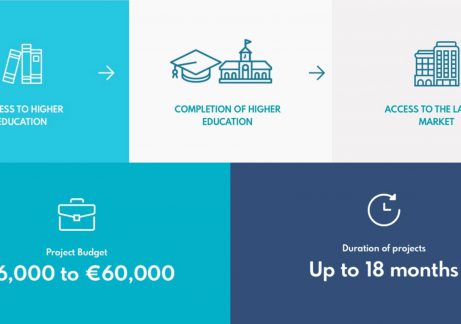 ESS TO HIGHER
EDUCATION
COMPLETION OF HIGHER
EDUCATION
ACCESS TO THE LA
MARKET
Project Budget
6,000 to €60,000
Duration of projects
Up to 18 months